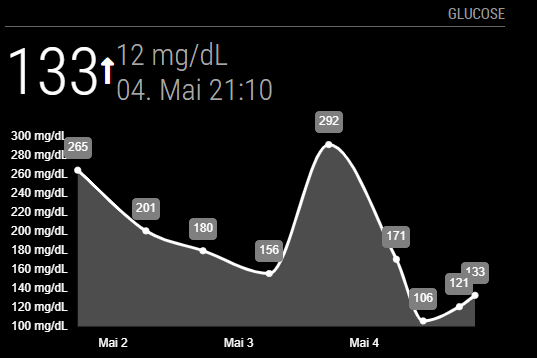 GLUCOSE
133 12 mg/dL
04. Mai 21:10
300 mg/dL
280 mg/dL
260 mg/dL
240 mg/dL
220 mg/dL
200 mg/dL
180 mg/dL
160 mg/dL
140 mg/dL
120 mg/dL
100 mg/dL
265
201
180
156
292
171
106
121
133
Mai 2
Mai 3
Mai 4